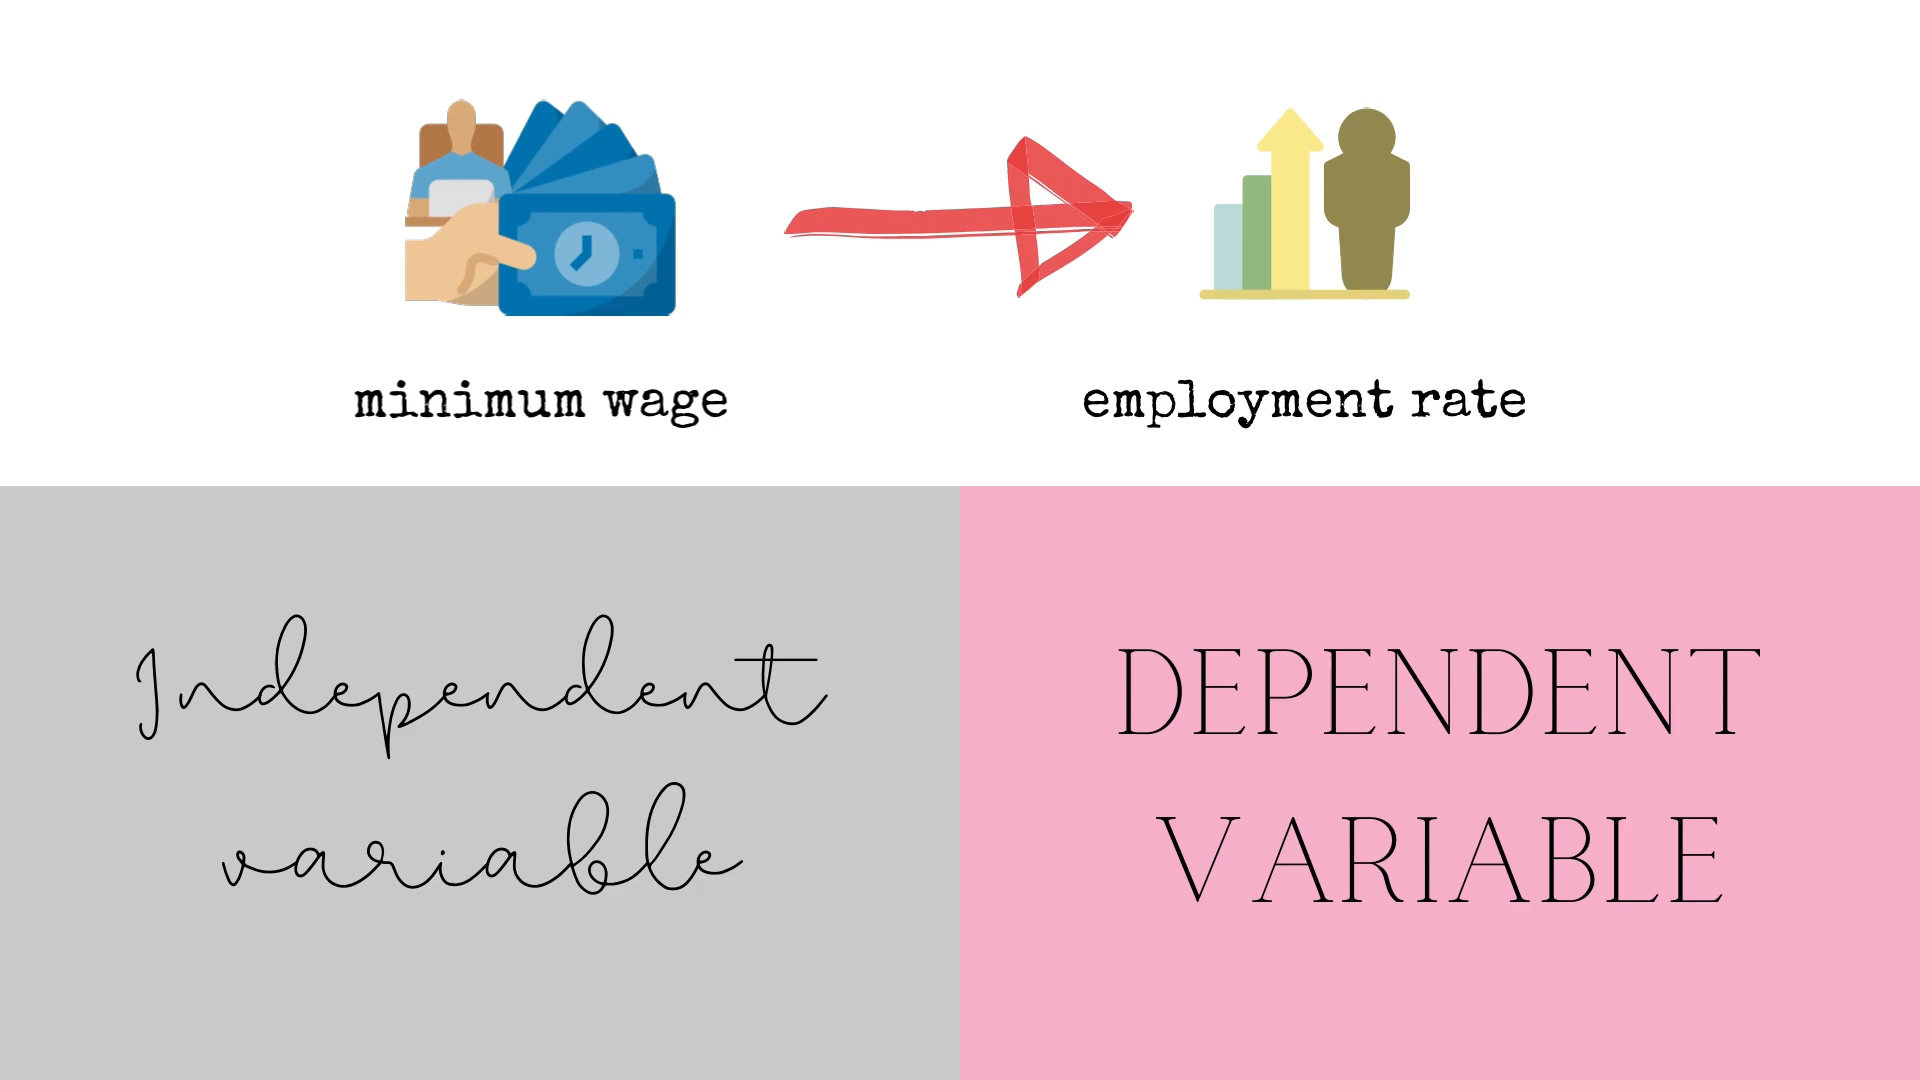 minimum wage
employment rate
Independent
variable
DEPENDENT
VARIABLE